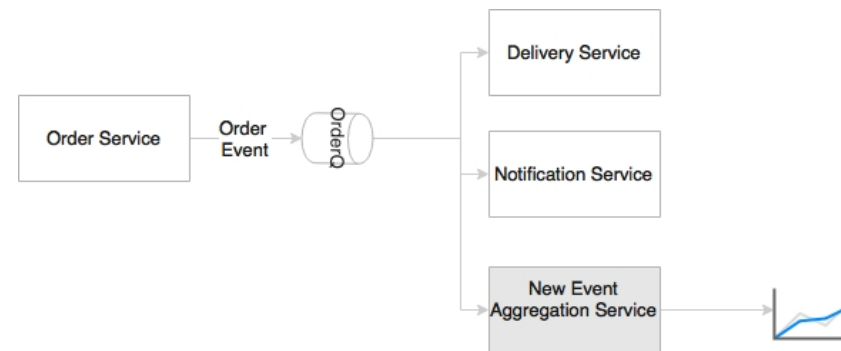 Delivery Service
Order Service
Order
Event
OrderQ
Notification Service
New Event
Aggregation Service